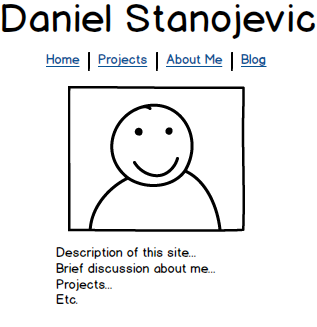 Daniel Stanojevic
Home | Projects | About Me | Blog
Description of this site...
Brief discussion about me...
Projects...
Etc.